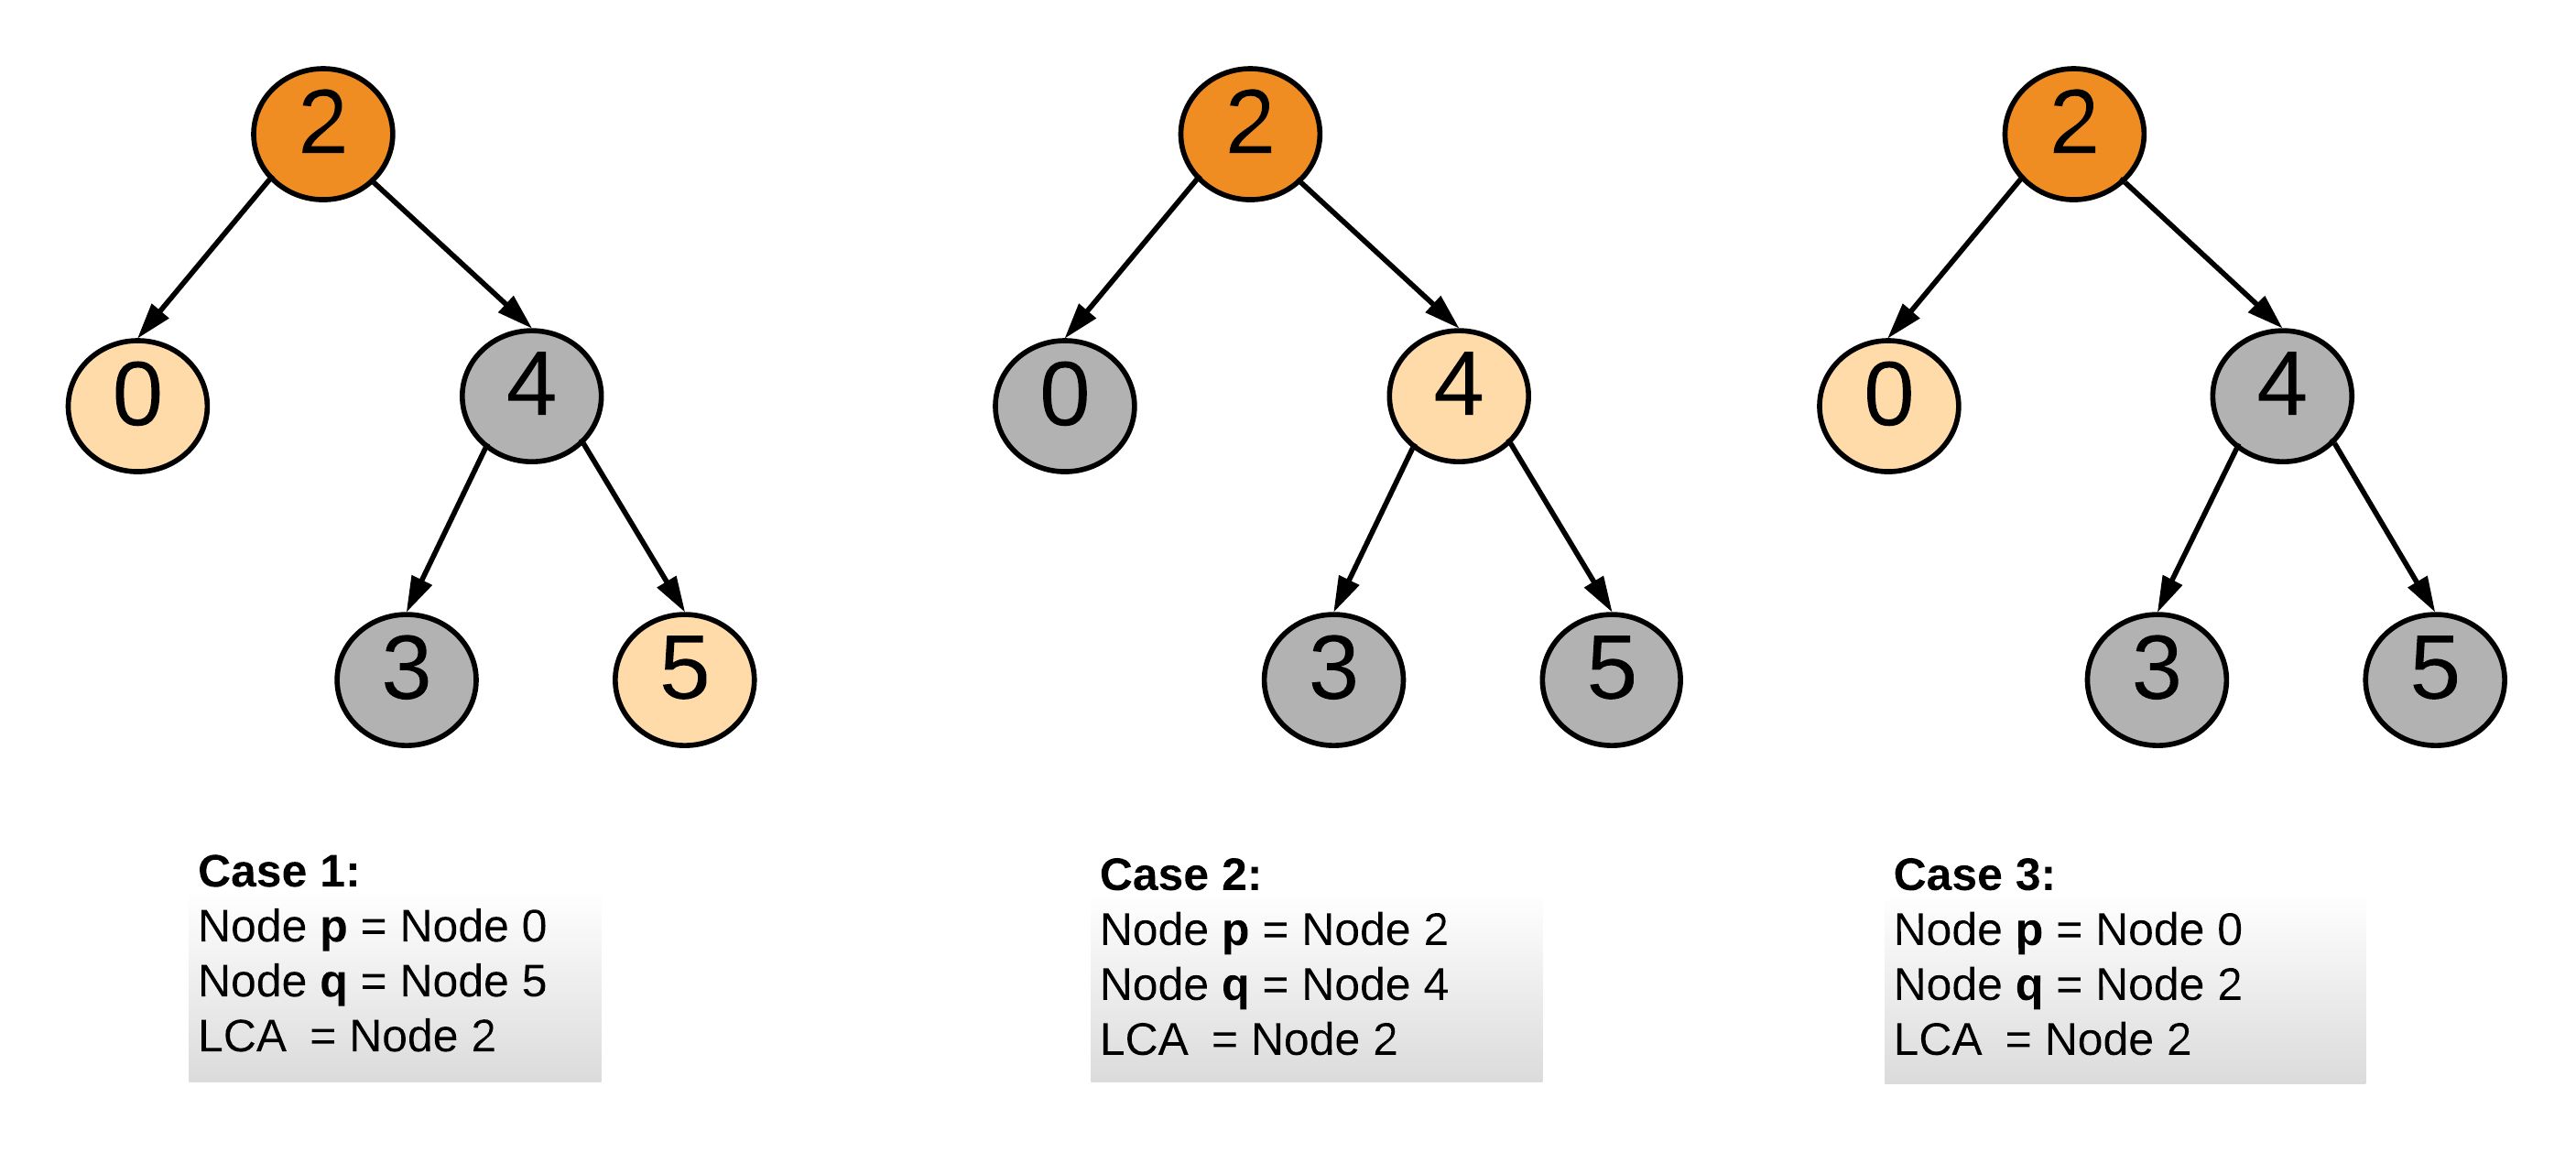 2
0
4
3
5
2
0
4
3
5
2
0
4
3
5
Case 1:
Node p = Node 0
Node q = Node 5
LCA = Node 2
Case 2:
Node p = Node 2
Node q = Node 4
LCA = Node 2
Case 3:
Node p = Node 0
Node q = Node 2
LCA = Node 2